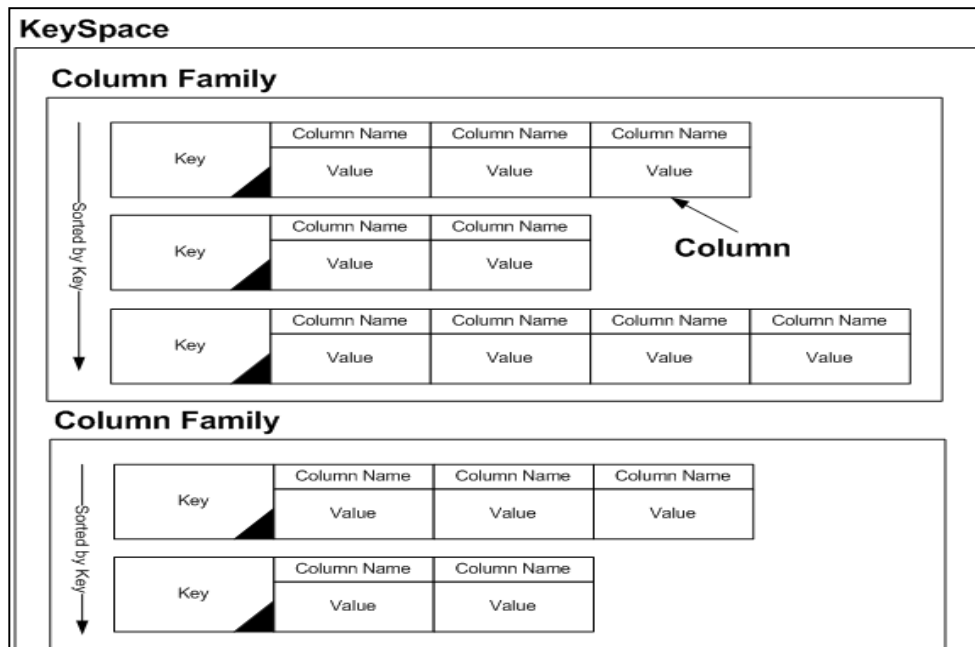 KeySpace
Column Family
Sorted by Key
Column Name Column Name Column Name
Key
Value Value Value
Column
Column Name Column Name
Key
Value Value
Column Name Column Name Column Name Column Name
Key
Value Value Value Value
Column Family
Sorted by Key
Column Name Column Name Column Name
Key
Value Value Value
Column Name Column Name
Key
Value Value